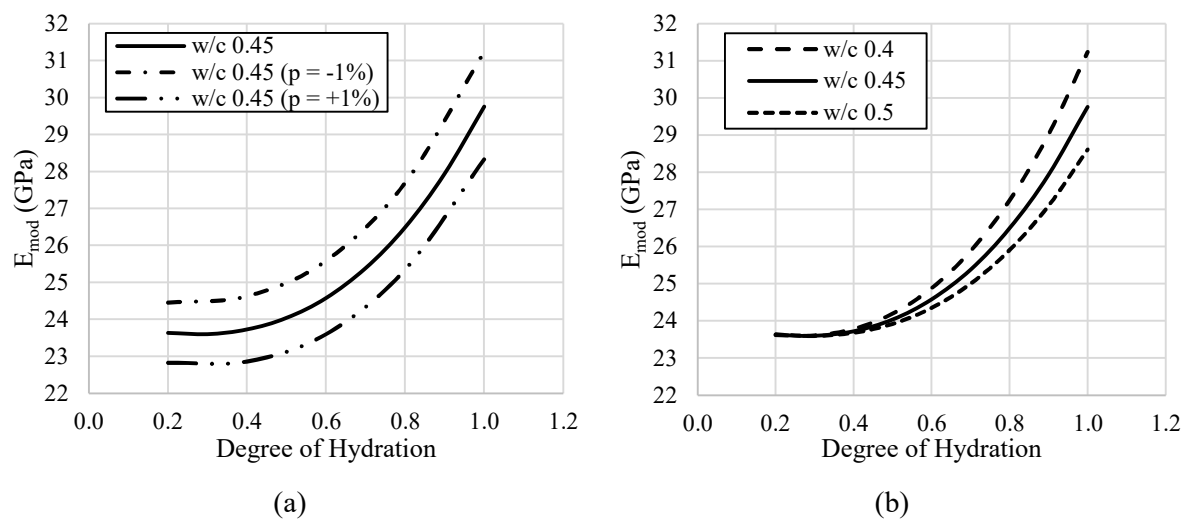 32
31
30
29
28
27
26
25
24
23
22
E_mod (GPa)
w/c 0.45
w/c 0.45 (p = -1%)
w/c 0.45 (p = +1%)
0.0 0.2 0.4 0.6 0.8 1.0 1.2
Degree of Hydration
(a)
32
31
30
29
28
27
26
25
24
23
22
E_mod (GPa)
w/c 0.4
w/c 0.45
w/c 0.5
0.0 0.2 0.4 0.6 0.8 1.0 1.2
Degree of Hydration
(b)